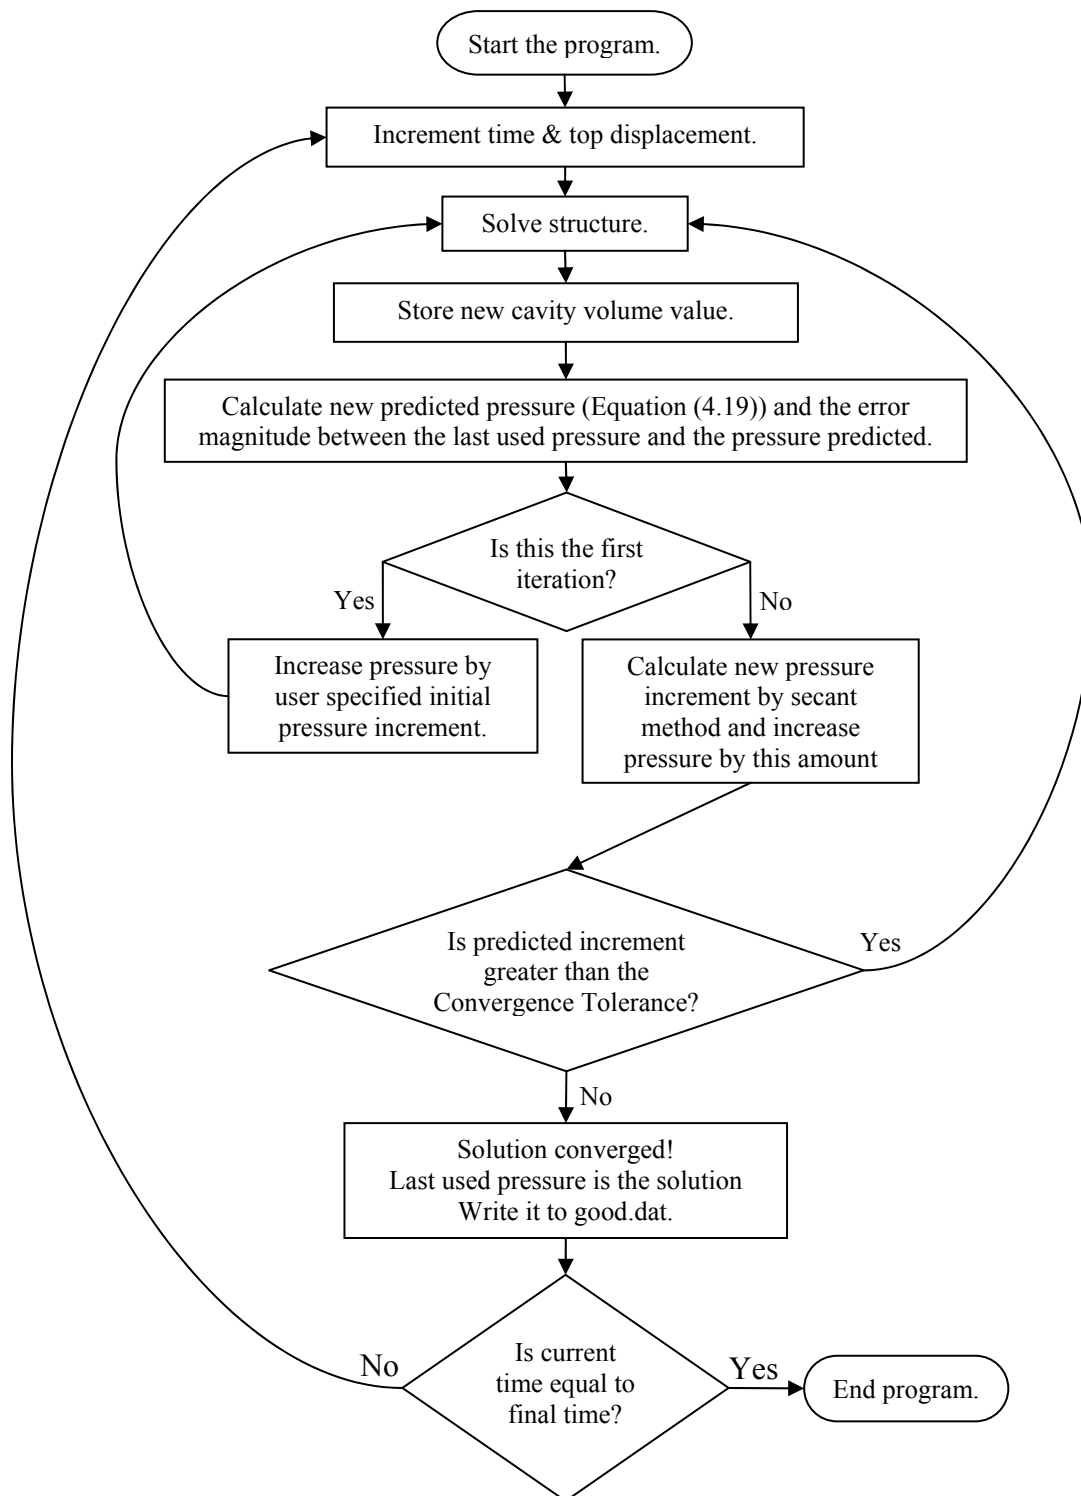 Start the program.
Increment time & top displacement.
Solve structure.
Store new cavity volume value.
Calculate new predicted pressure (Equation (4.19)) and the error
magnitude between the last used pressure and the pressure predicted.
Is this the first
iteration?
Yes
No
Increase pressure by
user specified initial
pressure increment.
Calculate new pressure
increment by secant
method and increase
pressure by this amount
Is predicted increment
greater than the
Convergence Tolerance?
Yes
No
Solution converged!
Last used pressure is the solution
Write it to good.dat.
No
Is current
time equal to
final time?
Yes
End program.